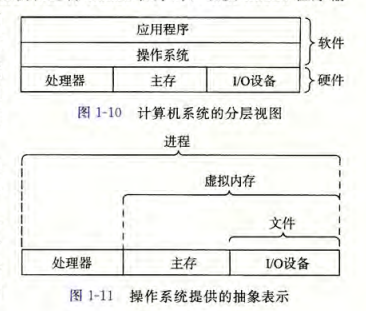 应用程序
操作系统
软件
处理器 主存 I/O设备
硬件
图 1-10 计算机系统的分层视图
进程
虚拟内存
文件
处理器 主存 I/O设备
图 1-11 操作系统提供的抽象表示